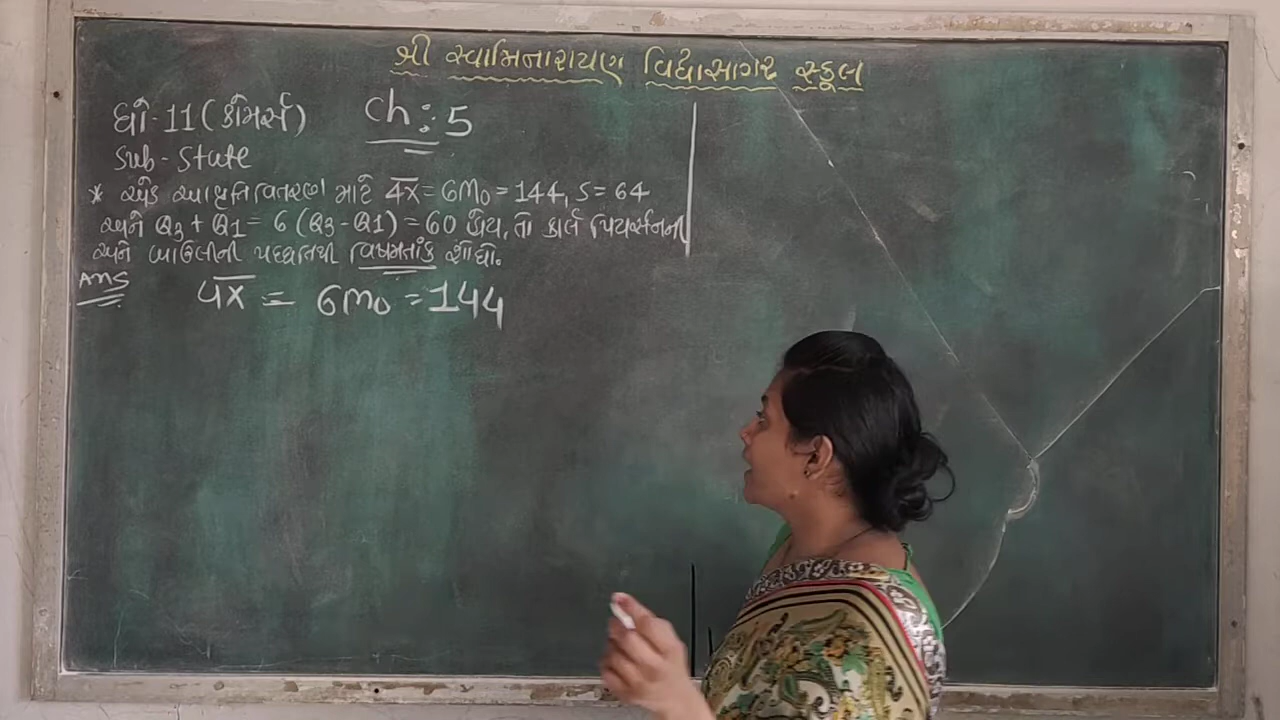 શ્રી સ્વામિનારાયણ વિદ્યાસાગર સ્કૂલ
ધો-11 (કોમર્સ) ch : 5
Sub - State
* એક આવૃત્તિ વિતરણ માટે 4x̅ = 6M₀ = 144, S = 64
અને Q₃ + Q1 = 6 (Q₃ - Q1) = 60 હોય, તો કાર્લ પિયર્સનની
અને બાઉલીની પદ્ધતિથી વિષમતાંક શોધો.
Ans 4x̅ = 6M₀ = 144